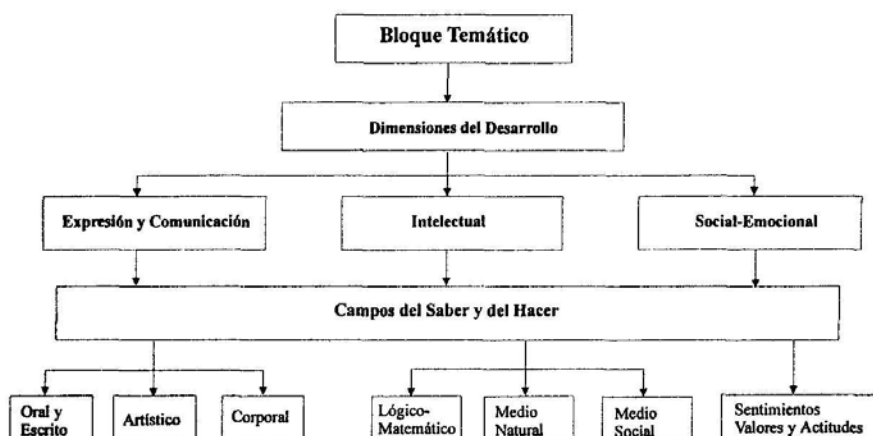 Bloque Temático
Dimensiones del Desarrollo
Expresión y Comunicación
Intelectual
Social-Emocional
Campos del Saber y del Hacer
Oral y
Escrito
Artístico
Corporal
Lógico-
Matemático
Medio
Natural
Medio
Social
Sentimientos
Valores y Actitudes